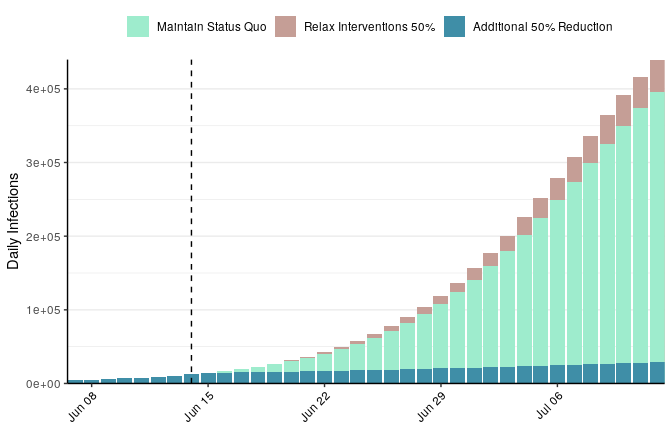 Maintain Status Quo Relax Interventions 50% Additional 50% Reduction
Daily Infections
4e+05
3e+05
2e+05
1e+05
0e+00
Jun 08 Jun 15 Jun 22 Jun 29 Jul 06